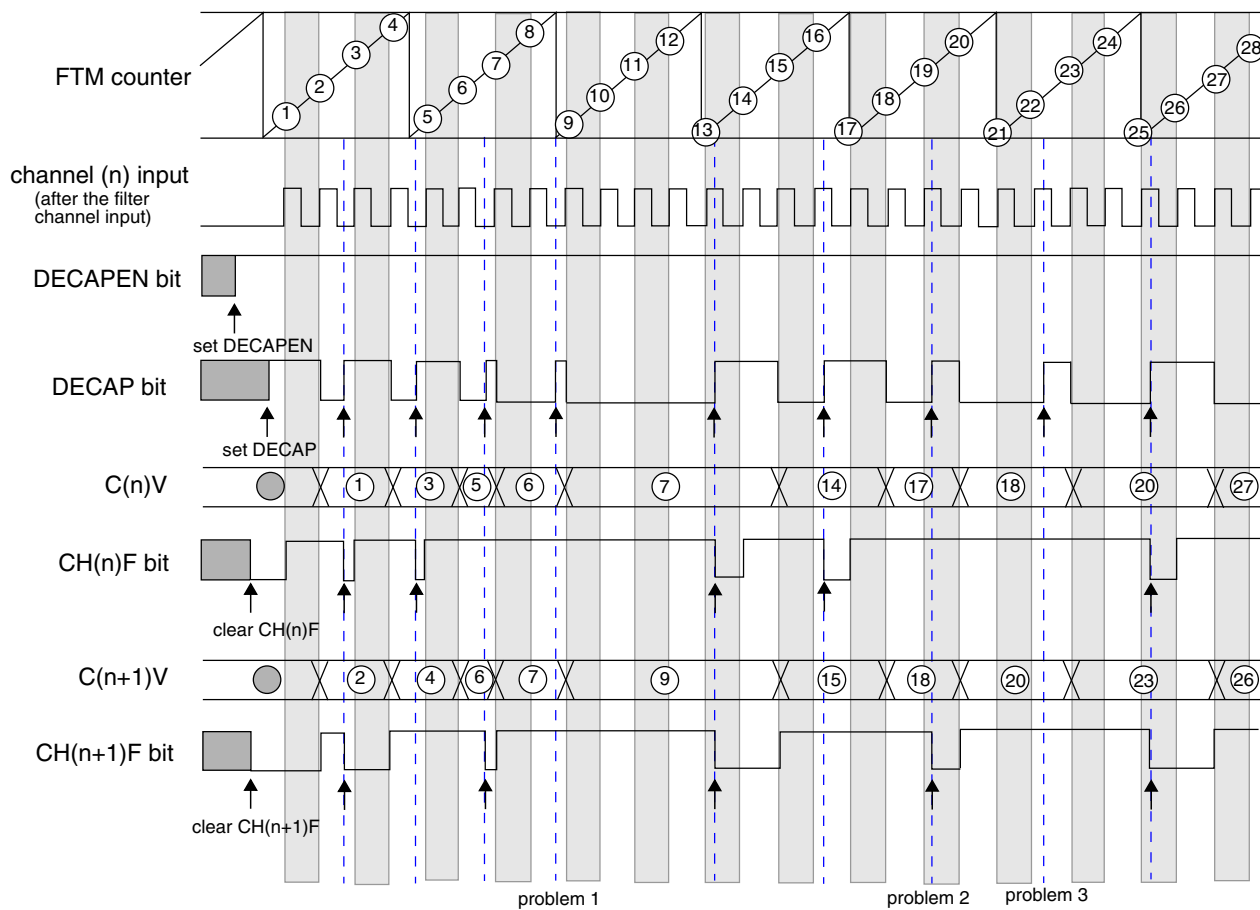 4 8 12 16 20 24 28
3 7 11 15 19 23 27
FTM counter
2 6 10 14 18 22 26
1 5 9 13 17 21 25
channel (n) input
(after the filter
channel input)
DECAPEN bit
set DECAPEN
DECAP bit
set DECAP
C(n)V 1 3 5 6 7 14 17 18 20 27
CH(n)F bit
clear CH(n)F
C(n+1)V 2 4 6 7 9 15 18 20 23 26
CH(n+1)F bit
clear CH(n+1)F
problem 1 problem 2 problem 3